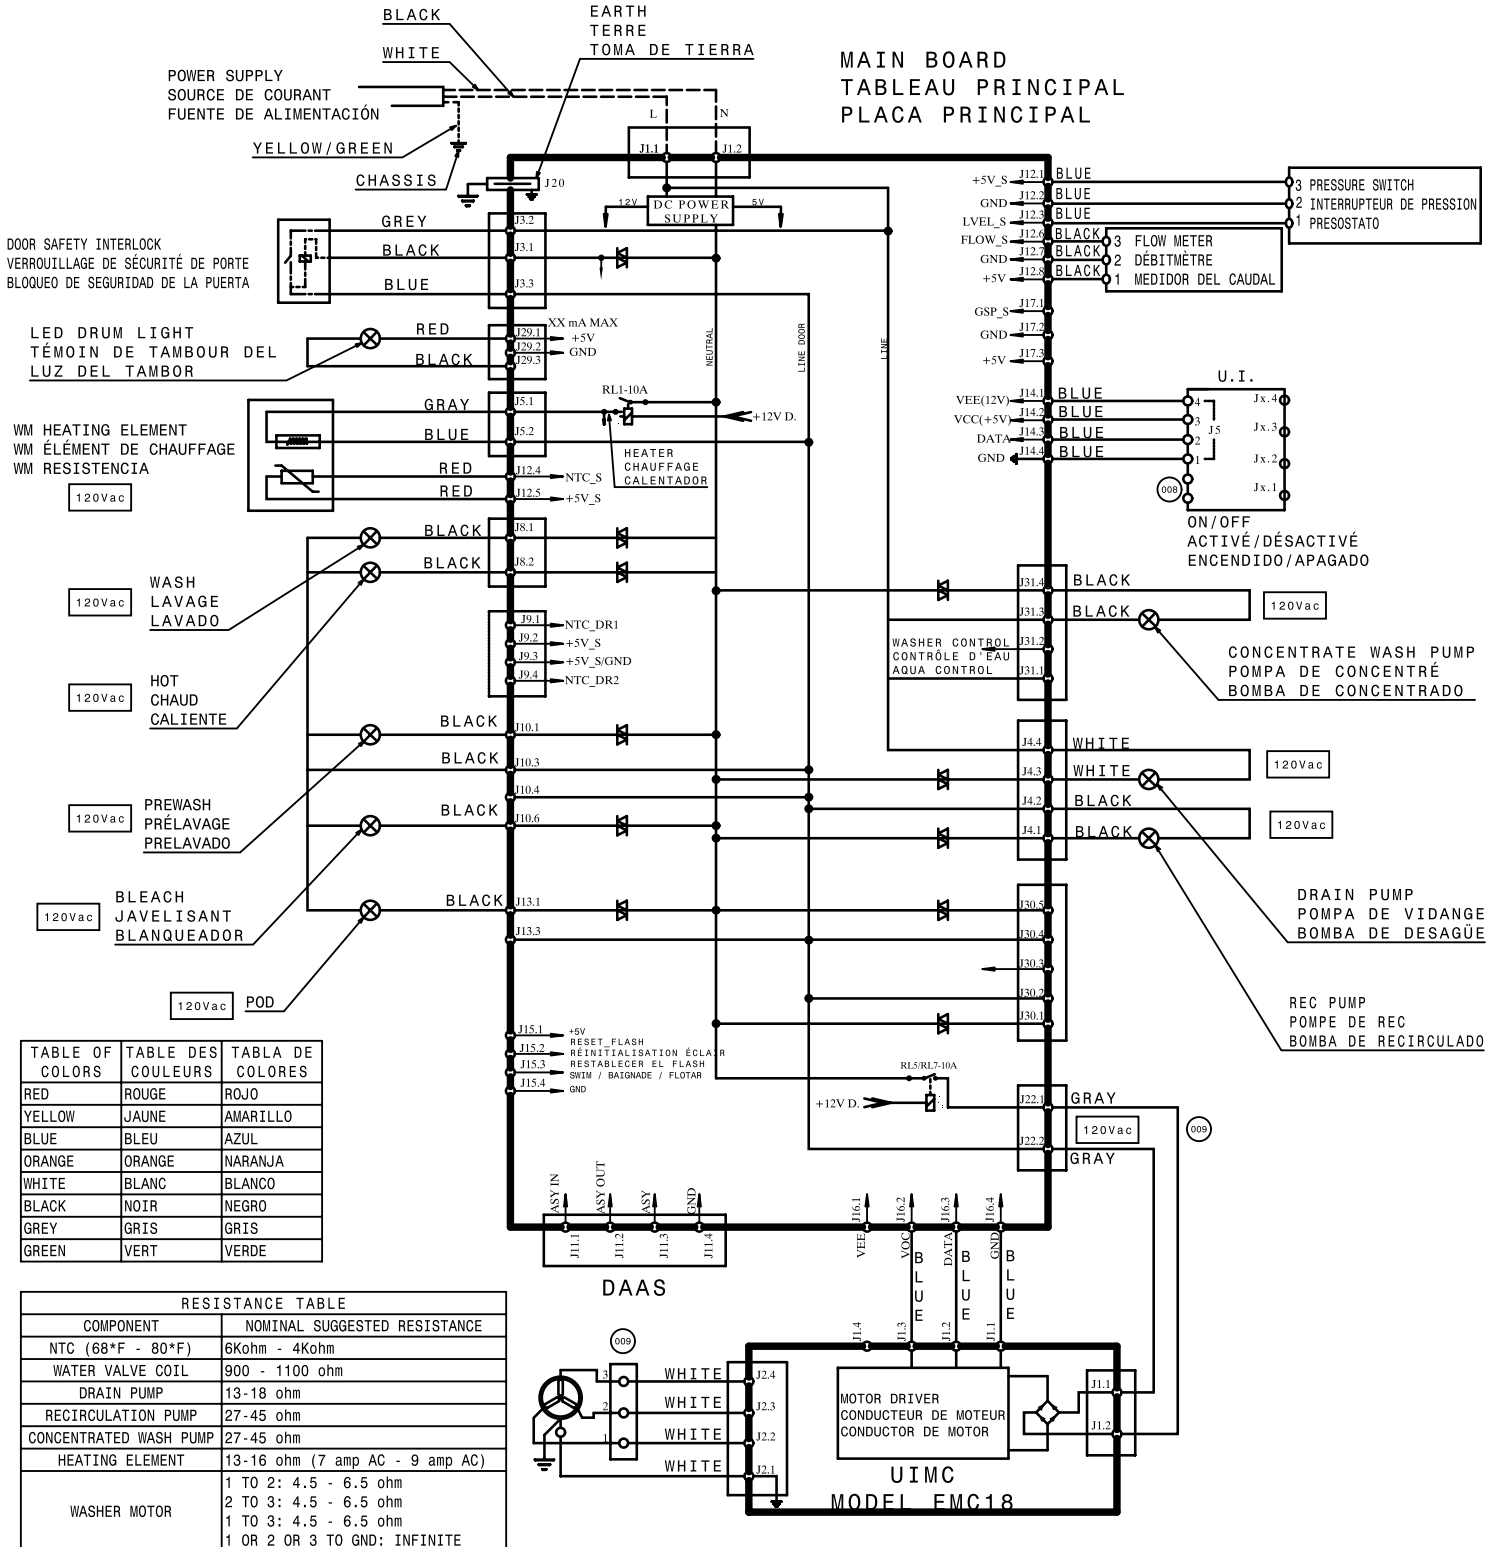 BLACK
WHITE
EARTH
TERRE
TOMA DE TIERRA
MAIN BOARD
TABLEAU PRINCIPAL
PLACA PRINCIPAL
POWER SUPPLY
SOURCE DE COURANT
FUENTE DE ALIMENTACIÓN
YELLOW/GREEN
CHASSIS
L
N
J1.1
J1.2
J20
12V
DC POWER
SUPPLY
5V
DOOR SAFETY INTERLOCK
VERROUILLAGE DE SÉCURITÉ DE PORTE
BLOQUEO DE SEGURIDAD DE LA PUERTA
GREY
J3.2
BLACK
J3.1
BLUE
J3.3
LED DRUM LIGHT
TÉMOIN DE TAMBOUR DEL
LUZ DEL TAMBOR
RED
BLACK
XX mA MAX
J29.1
+5V
J29.2
GND
J29.3
NEUTRAL
LINE DOOR
LINE
WM HEATING ELEMENT
WM ÉLÉMENT DE CHAUFFAGE
WM RESISTENCIA
120Vac
GRAY
J5.1
BLUE
J5.2
RED
J12.4
NTC_S
RED
J12.5
+5V_S
RL1-10A
+12V D.
HEATER
CHAUFFAGE
CALENTADOR
BLACK
J8.1
BLACK
J8.2
WASH
LAVAGE
LAVADO
120Vac
J9.1
NTC_DR1
J9.2
+5V_S
J9.3
+5V_S/GND
J9.4
NTC_DR2
HOT
CHAUD
CALIENTE
120Vac
BLACK
J10.1
BLACK
J10.3
J10.4
BLACK
J10.6
PREWASH
PRÉLAVAGE
PRELAVADO
120Vac
BLEACH
JAVELISANT
BLANQUEADOR
120Vac
BLACK
J13.1
J13.3
120Vac
POD
J15.1
+5V
RESET_FLASH
J15.2
RÉINITIALISATION ÉCLAIR
RESTABLECER EL FLASH
J15.3
SWIM / BAIGNADE / FLOTAR
J15.4
GND
+5V_S
J12.1
BLUE
GND
J12.2
BLUE
LVEL_S
J12.3
BLUE
FLOW_S
J12.6
BLACK
GND
J12.7
BLACK
+5V
J12.8
BLACK
3 PRESSURE SWITCH
2 INTERRUPTEUR DE PRESSION
1 PRESOSTATO
3 FLOW METER
2 DÉBITMÈTRE
1 MEDIDOR DEL CAUDAL
GSP_S
J17.1
GND
J17.2
+5V
J17.3
VEE(12V)
J14.1
BLUE
VCC(+5V)
J14.2
BLUE
DATA
J14.3
BLUE
GND
J14.4
BLUE
U.I.
4
3
2
1
J5
Jx.4
Jx.3
Jx.2
Jx.1
008
ON/OFF
ACTIVÉ/DÉSACTIVÉ
ENCENDIDO/APAGADO
J31.4
BLACK
J31.3
BLACK
J31.2
J31.1
120Vac
WASHER CONTROL
CONTRÔLE D'EAU
AQUA CONTROL
CONCENTRATE WASH PUMP
POMPA DE CONCENTRÉ
BOMBA DE CONCENTRADO
J4.4
WHITE
J4.3
WHITE
120Vac
J4.2
BLACK
J4.1
BLACK
120Vac
J30.5
J30.4
J30.3
J30.2
J30.1
DRAIN PUMP
POMPA DE VIDANGE
BOMBA DE DESAGÜE
REC PUMP
POMPE DE REC
BOMBA DE RECIRCULADO
RL5/RL7-10A
+12V D.
J22.1
GRAY
120Vac
009
J22.2
GRAY
TABLE OF COLORS
TABLE DES COULEURS
TABLA DE COLORES
RED ROUGE ROJO
YELLOW JAUNE AMARILLO
BLUE BLEU AZUL
ORANGE ORANGE NARANJA
WHITE BLANC BLANCO
BLACK NOIR NEGRO
GREY GRIS GRIS
GREEN VERT VERDE
ASY IN
ASY OUT
ASY
GND
J11.1
J11.2
J11.3
J11.4
DAAS
J16.1
J16.2
J16.3
J16.4
VEE
VOC
DATA
GND
BLUE
BLUE
BLUE
J1.4
J1.3
J1.2
J1.1
RESISTANCE TABLE
COMPONENT NOMINAL SUGGESTED RESISTANCE
NTC (68*F - 80*F) 6Kohm - 4Kohm
WATER VALVE COIL 900 - 1100 ohm
DRAIN PUMP 13-18 ohm
RECIRCULATION PUMP 27-45 ohm
CONCENTRATED WASH PUMP 27-45 ohm
HEATING ELEMENT 13-16 ohm (7 amp AC - 9 amp AC)
WASHER MOTOR
1 TO 2: 4.5 - 6.5 ohm
2 TO 3: 4.5 - 6.5 ohm
1 TO 3: 4.5 - 6.5 ohm
1 OR 2 OR 3 TO GND: INFINITE
009
3
WHITE
J2.4
2
WHITE
J2.3
1
WHITE
J2.2
WHITE
J2.1
MOTOR DRIVER
CONDUCTEUR DE MOTEUR
CONDUCTOR DE MOTOR
J1.1
J1.2
UIMC
MODEL EMC18